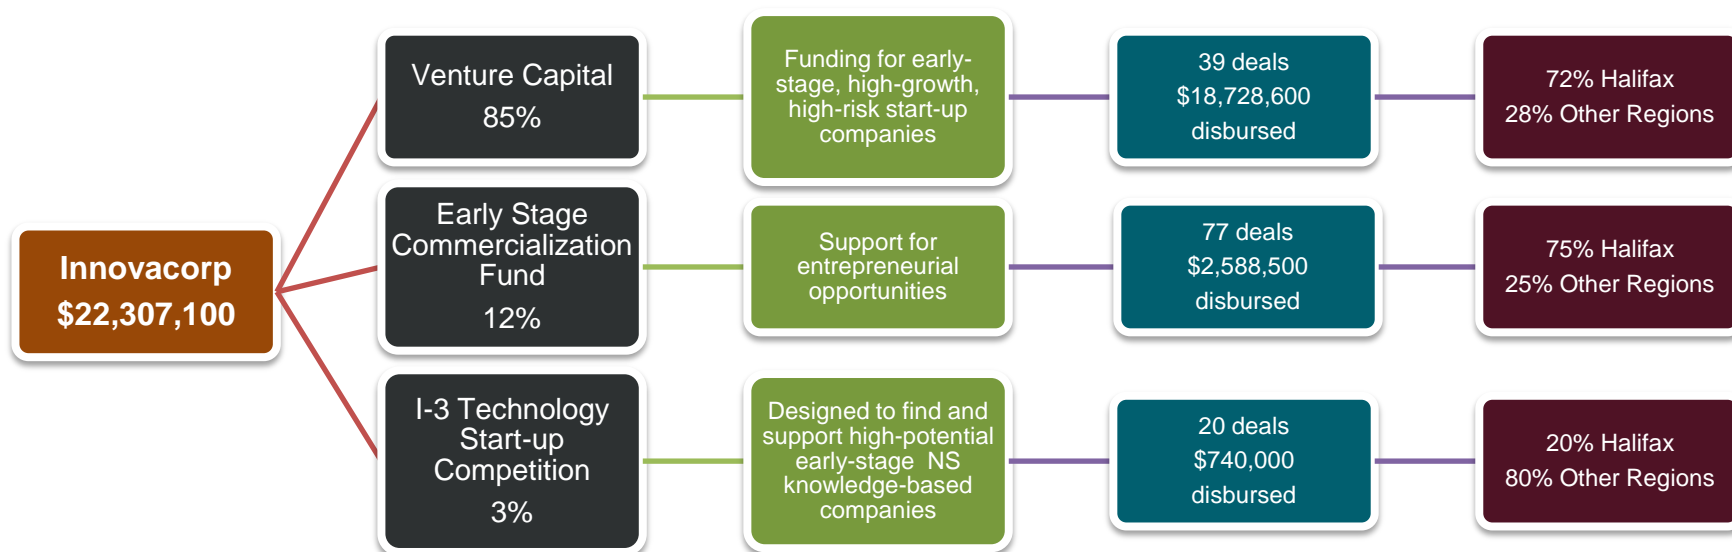 Innovacorp
$22,307,100
Venture Capital
85%
Funding for early-
stage, high-growth,
high-risk start-up
companies
39 deals
$18,728,600
disbursed
72% Halifax
28% Other Regions
Early Stage
Commercialization
Fund
12%
Support for
entrepreneurial
opportunities
77 deals
$2,588,500
disbursed
75% Halifax
25% Other Regions
I-3 Technology
Start-up
Competition
3%
Designed to find and
support high-potential
early-stage  NS
knowledge-based
companies
20 deals
$740,000
disbursed
20% Halifax
80% Other Regions